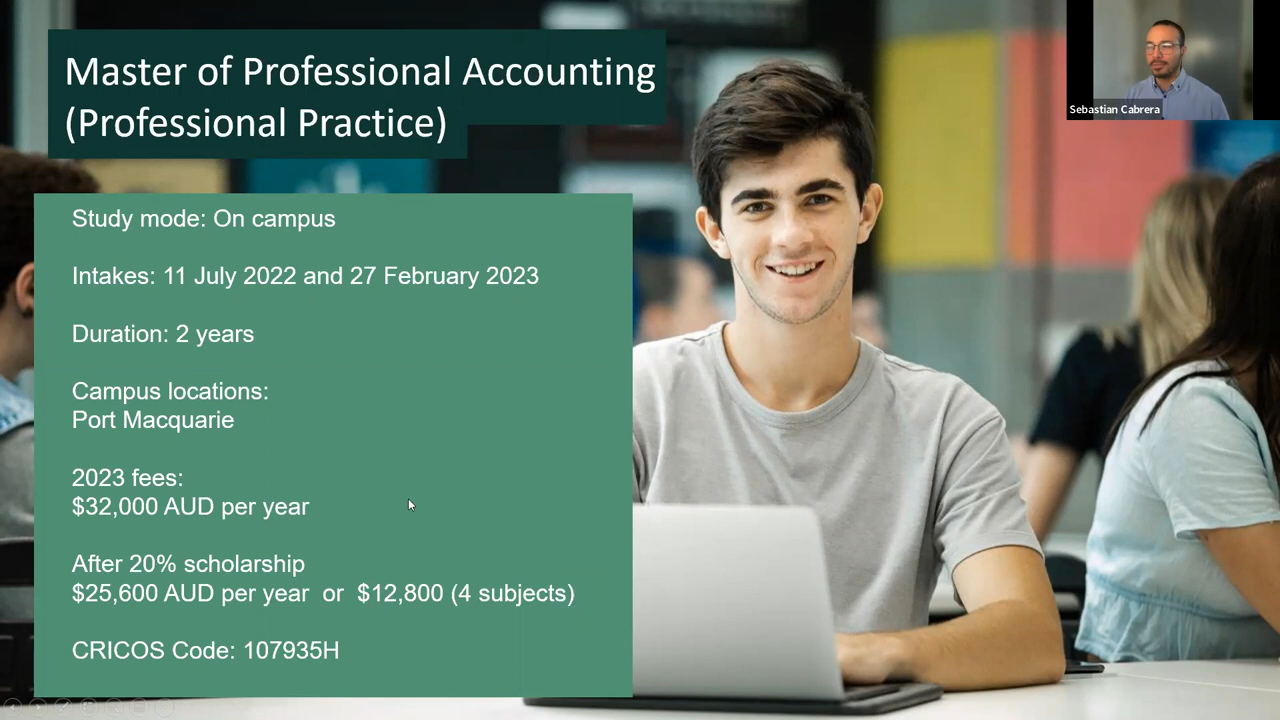 Master of Professional Accounting
(Professional Practice)
Sebastian Cabrera
Study mode: On campus
Intakes: 11 July 2022 and 27 February 2023
Duration: 2 years
Campus locations:
Port Macquarie
2023 fees:
$32,000 AUD per year
After 20% scholarship
$25,600 AUD per year  or  $12,800 (4 subjects)
CRICOS Code: 107935H